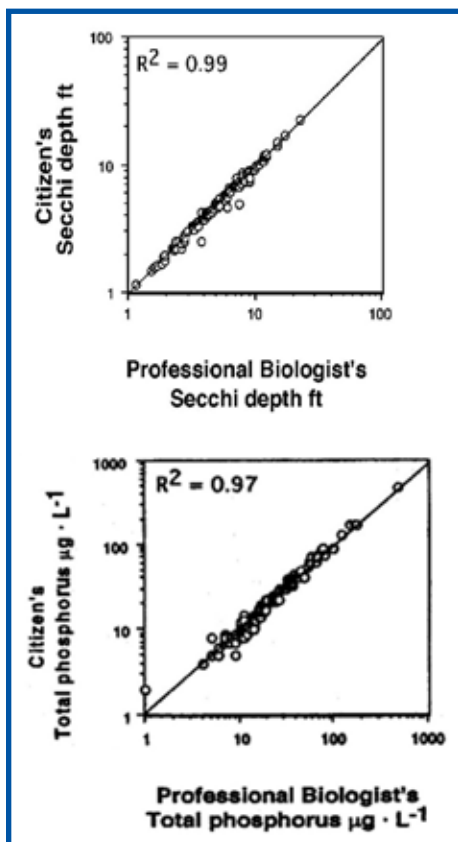 R² = 0.99
100
10
1
Citizen's
Secchi depth ft
1
10
100
Professional Biologist's
Secchi depth ft
R² = 0.97
1000
100
10
1
Citizen's
Total phosphorus µg · L⁻¹
1
10
100
1000
Professional Biologist's
Total phosphorus µg · L⁻¹